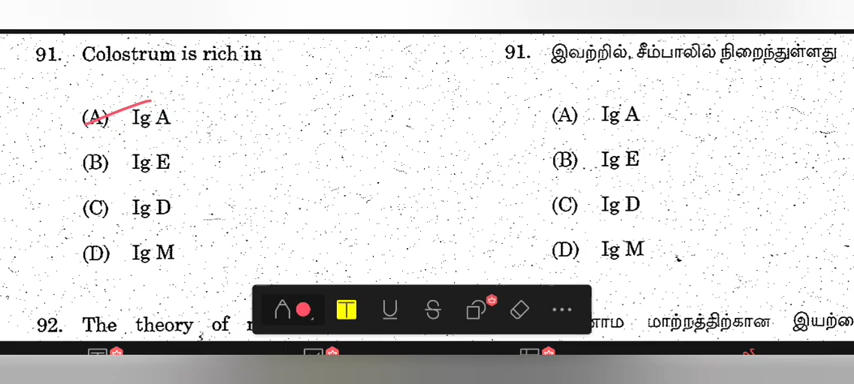 91. Colostrum is rich in
(A) Ig A
(B) Ig E
(C) Ig D
(D) Ig M
92. The theory of
91. இவற்றில், சீம்பாலில் நிறைந்துள்ளது
(A) Ig A
(B) Ig E
(C) Ig D
(D) Ig M
மாற்றத்திற்கான